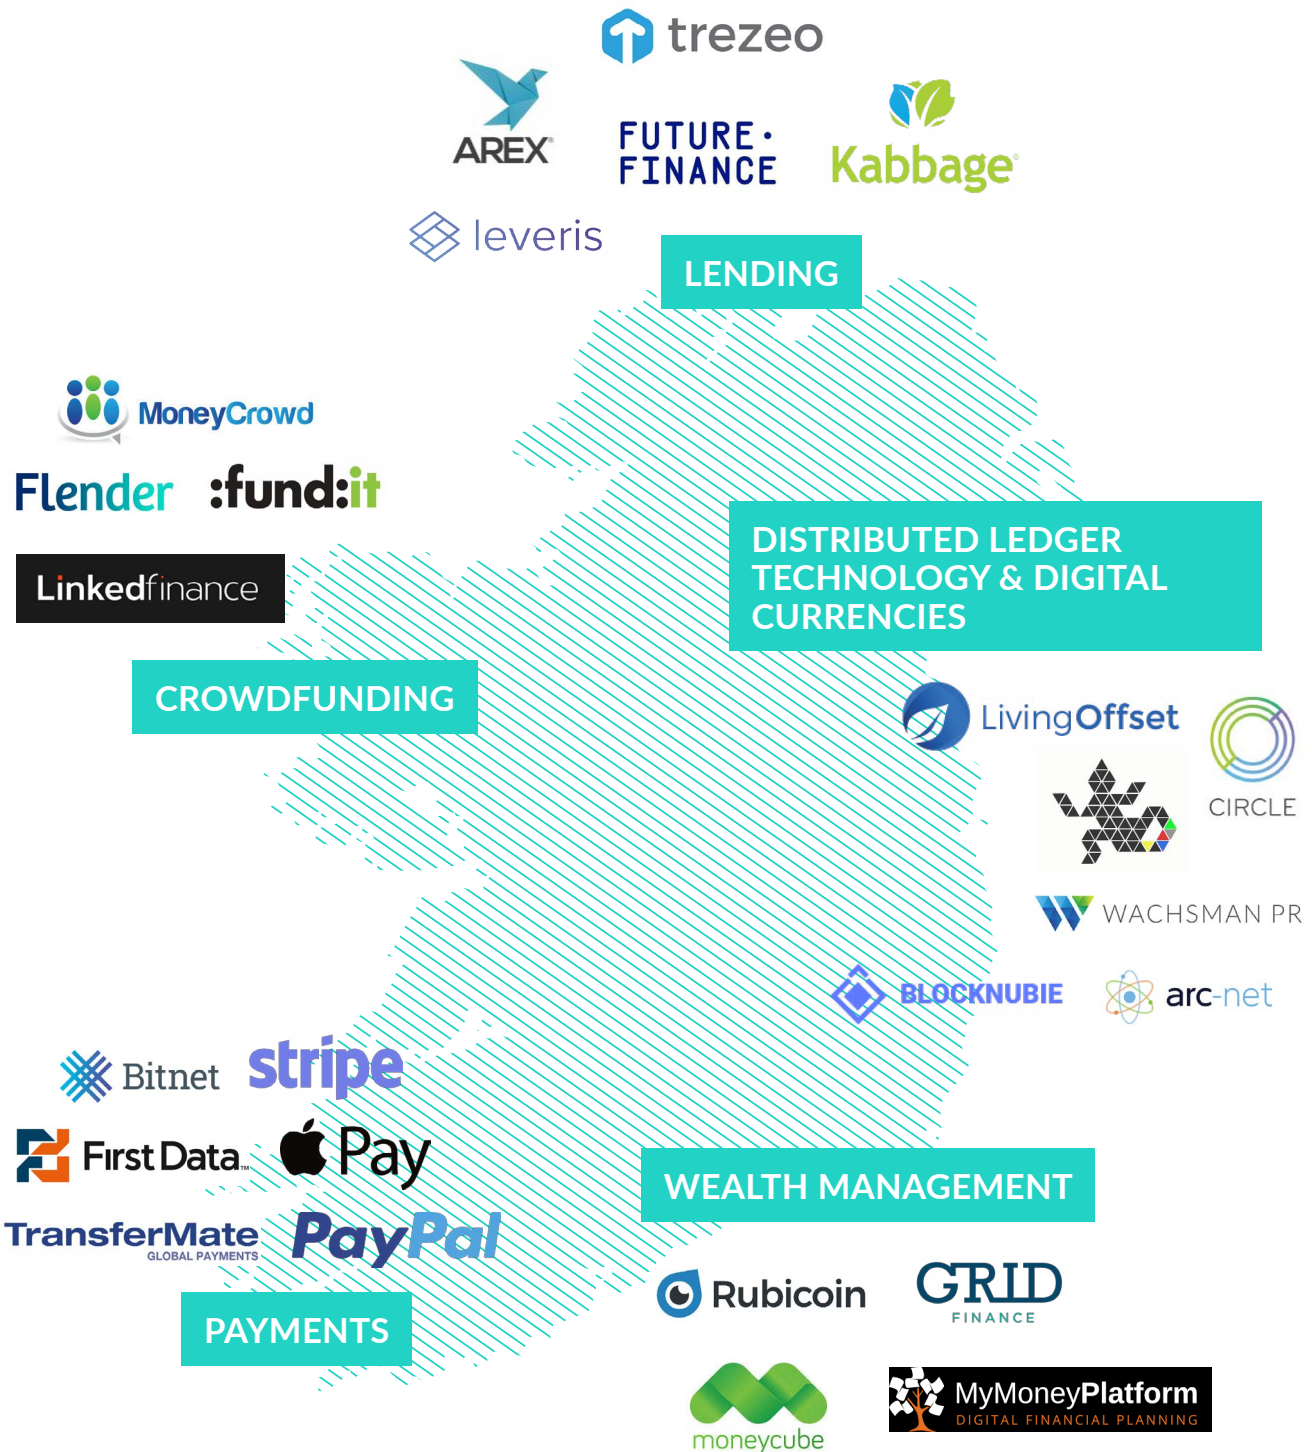 trezeo
AREX
FUTURE·
FINANCE
Kabbage
leveris
LENDING
MoneyCrowd
Flender
:fund:it
Linkedfinance
CROWDFUNDING
DISTRIBUTED LEDGER
TECHNOLOGY & DIGITAL
CURRENCIES
LivingOffset
CIRCLE
WACHSMAN PR
BLOCKNUBIE
arc-net
Bitnet
stripe
First Data™
Pay
TransferMate
GLOBAL PAYMENTS
PayPal
PAYMENTS
WEALTH MANAGEMENT
Rubicoin
GRID
FINANCE
moneycube
MyMoneyPlatform
DIGITAL FINANCIAL PLANNING